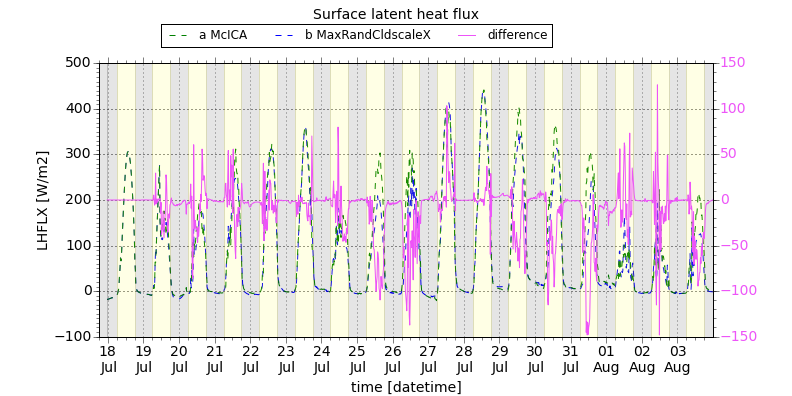 Surface latent heat flux
a McICA b MaxRandCldscaleX difference
500 150
400 100
300 50
200 0
100 −50
0 −100
−100 −150
LHFLX [W/m2]
18 19 20 21 22 23 24 25 26 27 28 29 30 31 01 02 03
Jul Jul Jul Jul Jul Jul Jul Jul Jul Jul Jul Jul Jul Jul Aug Aug Aug
time [datetime]